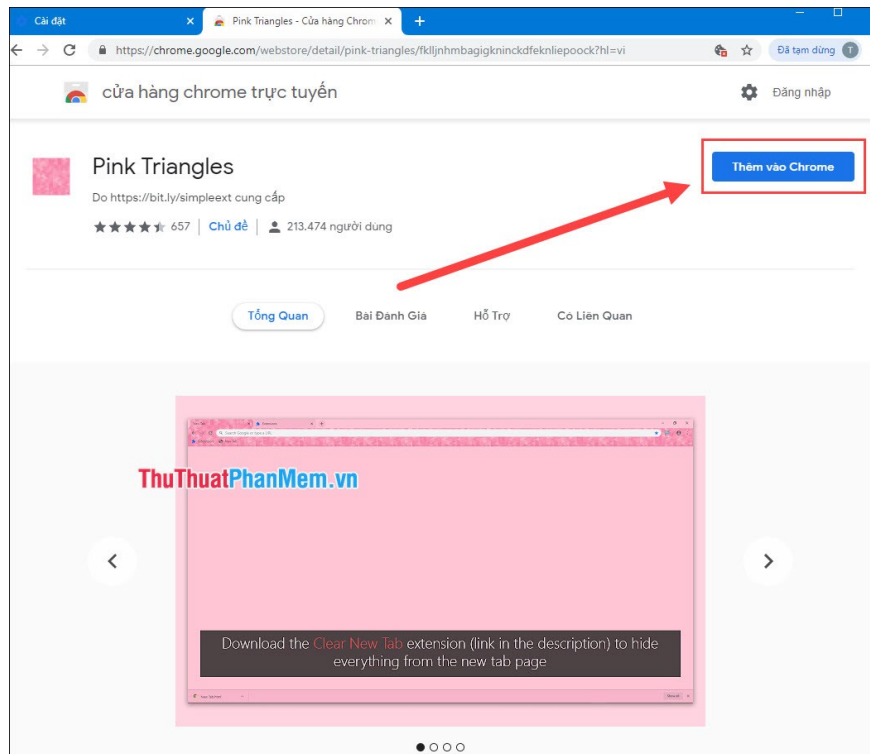 Cài đặt
Pink Triangles - Cửa hàng Chrom
https://chrome.google.com/webstore/detail/pink-triangles/fklljnhmbagigkninckdfeknliepoock?hl=vi
Đã tạm dừng
T
cửa hàng chrome trực tuyến
Đăng nhập
Pink Triangles
Thêm vào Chrome
Do https://bit.ly/simpleext cung cấp
657 | Chủ đề | 213.474 người dùng
Tổng Quan
Bài Đánh Giá
Hỗ Trợ
Có Liên Quan
ThuThuatPhanMem.vn
Download the Clear New Tab extension (link in the description) to hide
everything from the new tab page